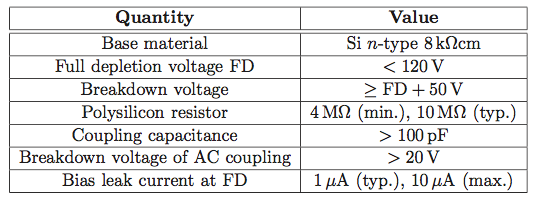 Quantity Value
Base material Si n-type 8 kΩcm
Full depletion voltage FD < 120 V
Breakdown voltage ≥ FD + 50 V
Polysilicon resistor 4 MΩ (min.), 10 MΩ (typ.)
Coupling capacitance > 100 pF
Breakdown voltage of AC coupling > 20 V
Bias leak current at FD 1 μA (typ.), 10 μA (max.)